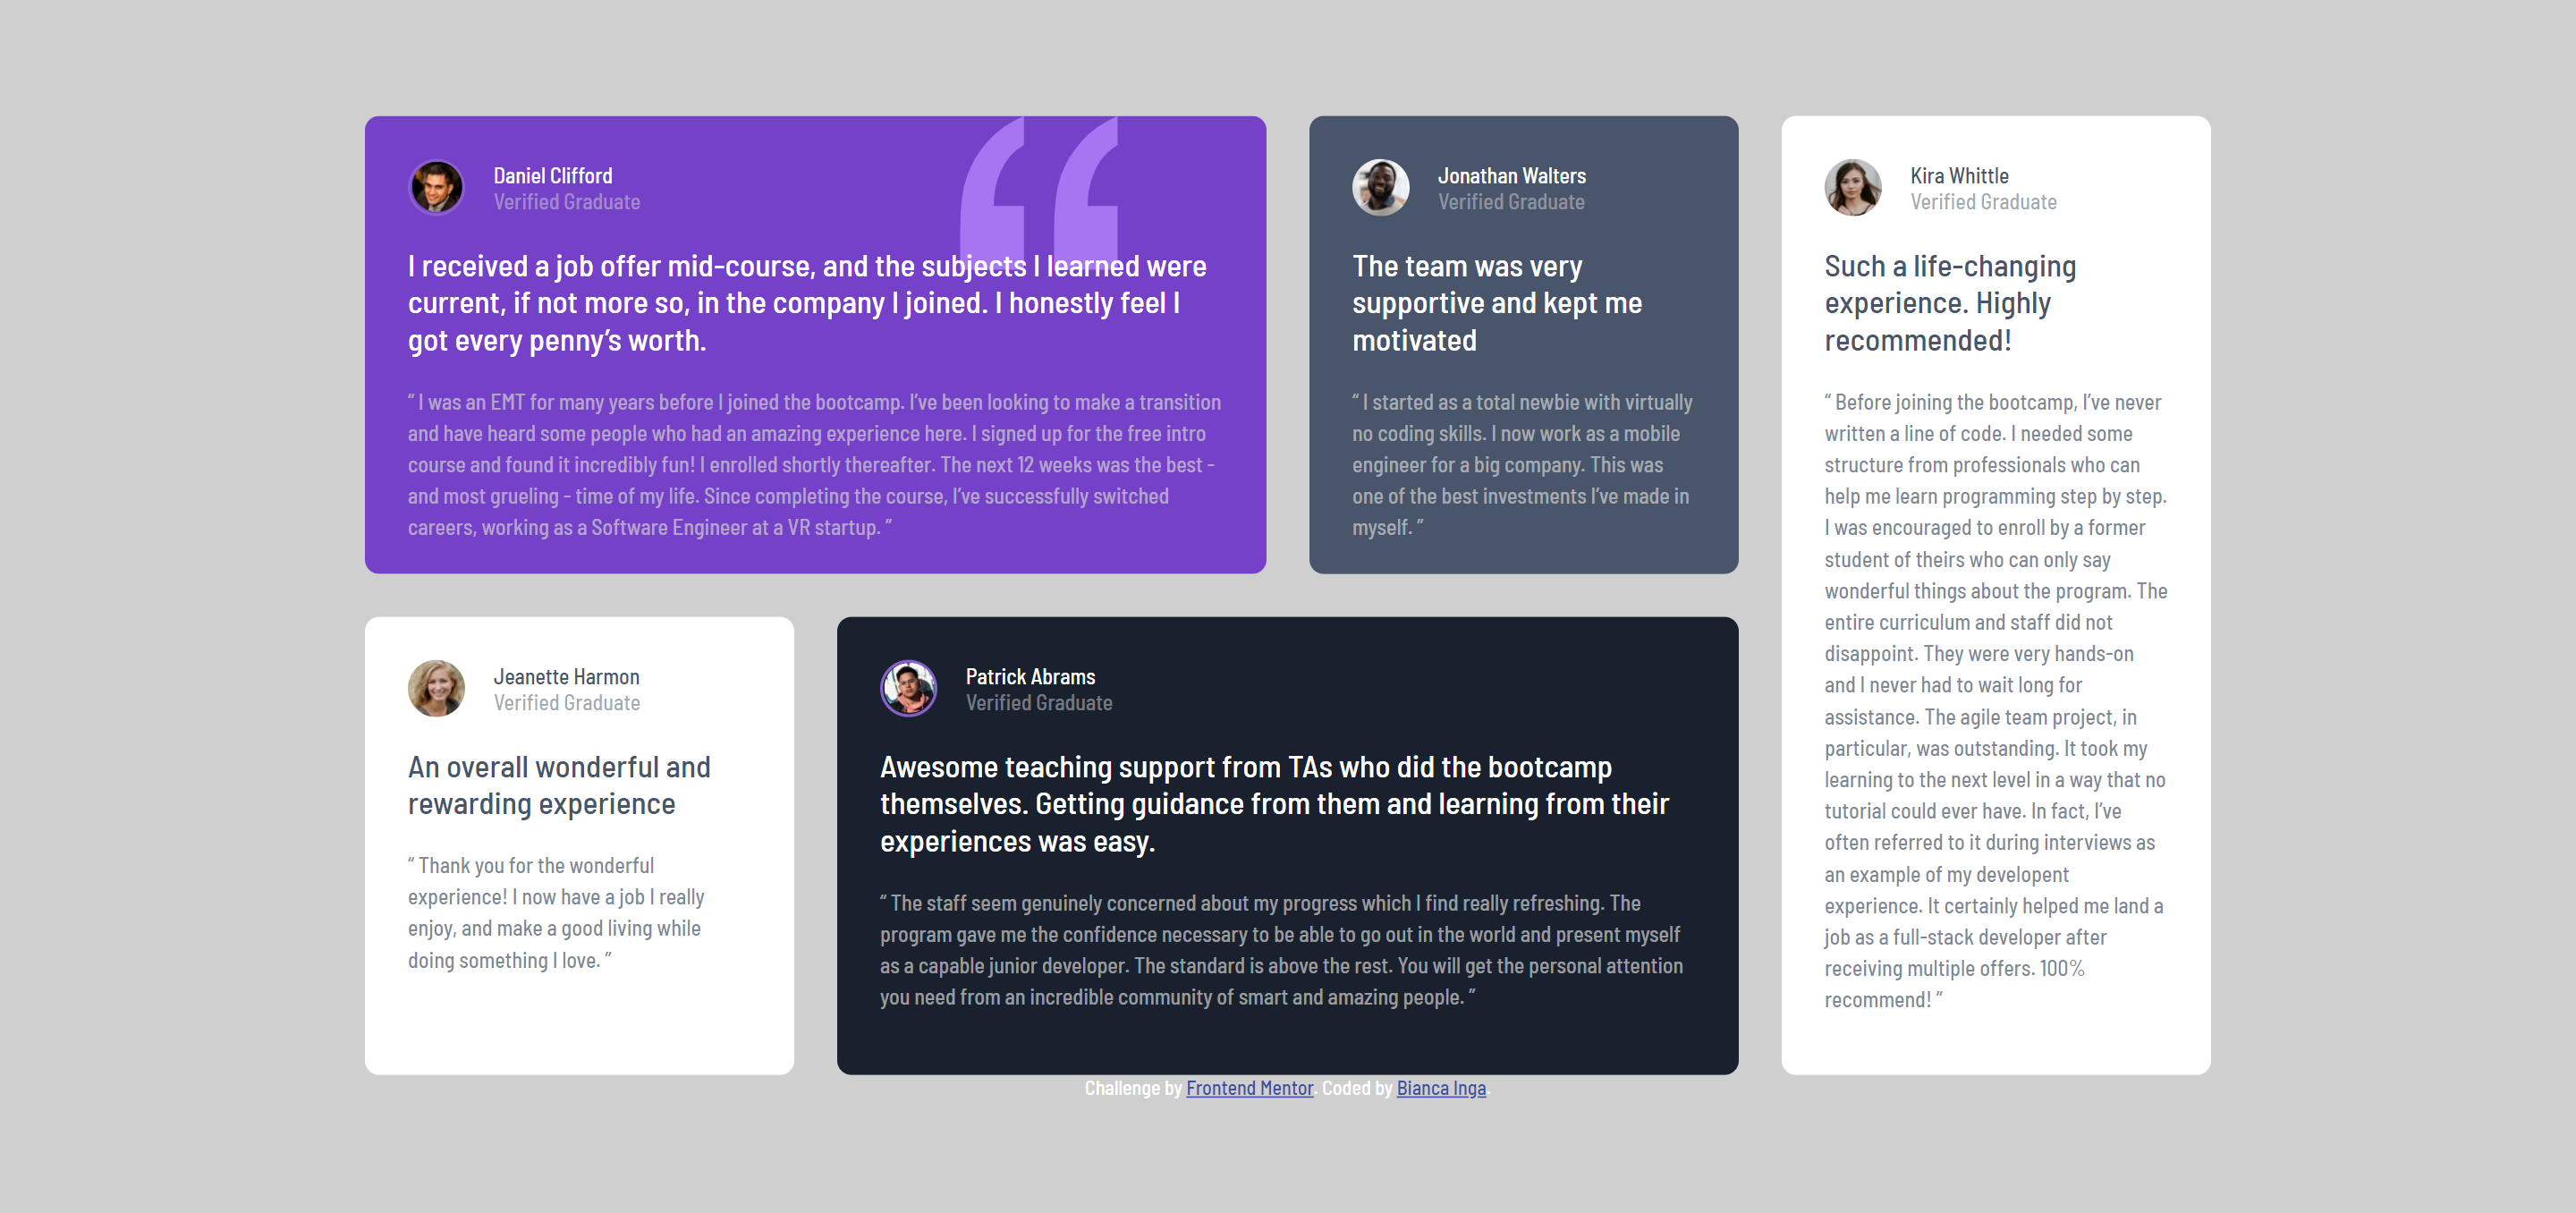 Daniel Clifford
Verified Graduate
I received a job offer mid-course, and the subjects I learned were
current, if not more so, in the company I joined. I honestly feel I
got every penny’s worth.
“ I was an EMT for many years before I joined the bootcamp. I’ve been looking to make a transition
and have heard some people who had an amazing experience here. I signed up for the free intro
course and found it incredibly fun! I enrolled shortly thereafter. The next 12 weeks was the best -
and most grueling - time of my life. Since completing the course, I’ve successfully switched
careers, working as a Software Engineer at a VR startup. ”
Jonathan Walters
Verified Graduate
The team was very
supportive and kept me
motivated
“ I started as a total newbie with virtually
no coding skills. I now work as a mobile
engineer for a big company. This was
one of the best investments I’ve made in
myself. ”
Kira Whittle
Verified Graduate
Such a life-changing
experience. Highly
recommended!
“ Before joining the bootcamp, I’ve never
written a line of code. I needed some
structure from professionals who can
help me learn programming step by step.
I was encouraged to enroll by a former
student of theirs who can only say
wonderful things about the program. The
entire curriculum and staff did not
disappoint. They were very hands-on
and I never had to wait long for
assistance. The agile team project, in
particular, was outstanding. It took my
learning to the next level in a way that no
tutorial could ever have. In fact, I’ve
often referred to it during interviews as
an example of my developent
experience. It certainly helped me land a
job as a full-stack developer after
receiving multiple offers. 100%
recommend! ”
Jeanette Harmon
Verified Graduate
An overall wonderful and
rewarding experience
“ Thank you for the wonderful
experience! I now have a job I really
enjoy, and make a good living while
doing something I love. ”
Patrick Abrams
Verified Graduate
Awesome teaching support from TAs who did the bootcamp
themselves. Getting guidance from them and learning from their
experiences was easy.
“ The staff seem genuinely concerned about my progress which I find really refreshing. The
program gave me the confidence necessary to be able to go out in the world and present myself
as a capable junior developer. The standard is above the rest. You will get the personal attention
you need from an incredible community of smart and amazing people. ”
Challenge by Frontend Mentor. Coded by Bianca Inga.